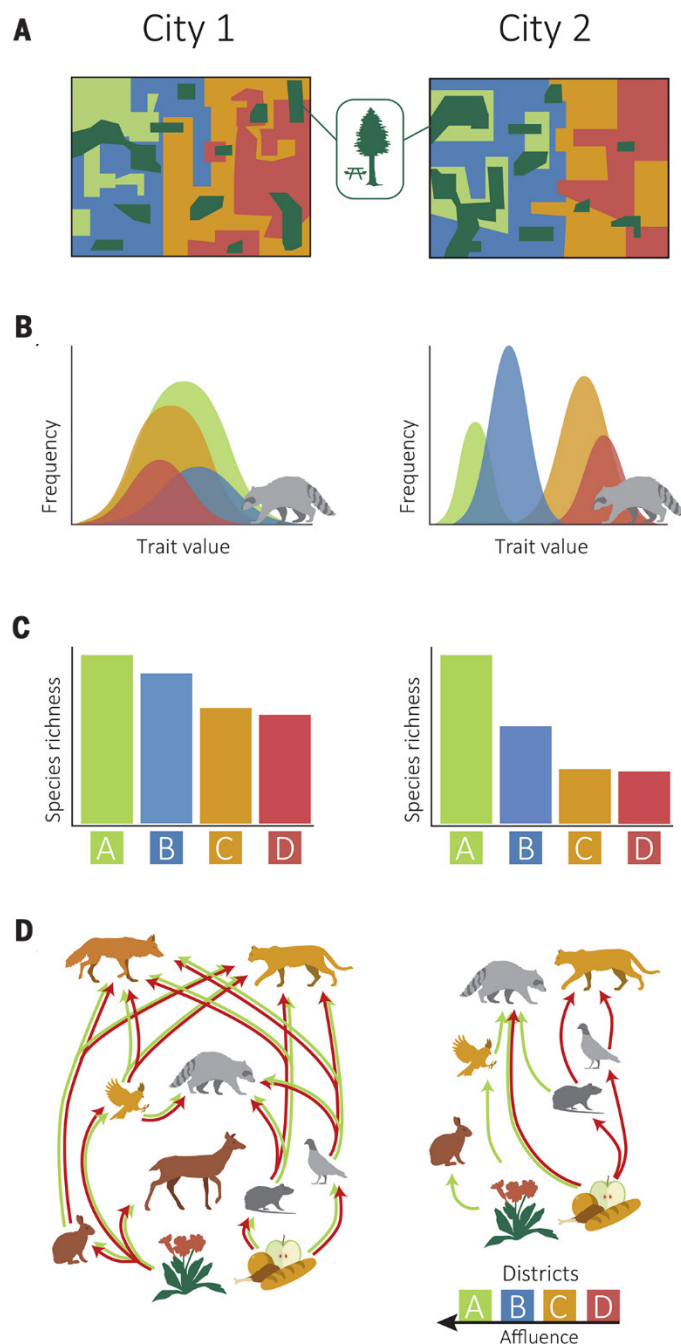 A
City 1
City 2
B
Frequency
Trait value
Frequency
Trait value
C
Species richness
A B C D
Species richness
A B C D
D
Districts
A B C D
Affluence